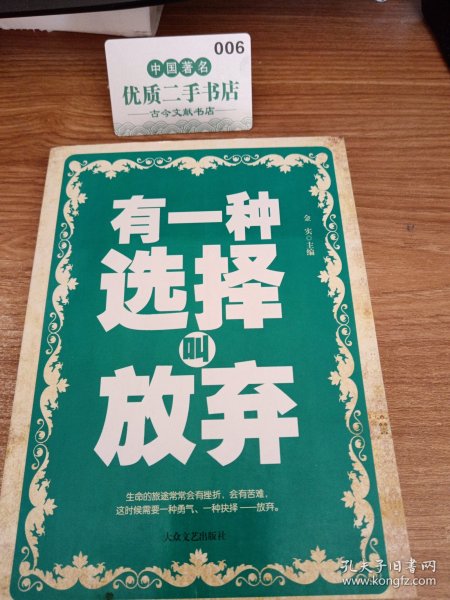 006
中国著名
优质二手书店
古今文献书店
有一种
选择
叫
放弃
金实◎主编
生命的旅途常常会有挫折，会有苦难，
这时候需要一种勇气、一种抉择——放弃。
大众文艺出版社
孔夫子旧书网
www.kongfz.com